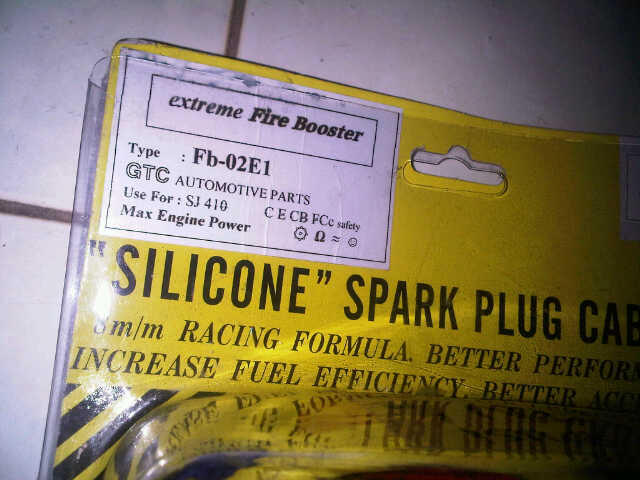 extreme Fire Booster
Type : Fb-02E1
GTC AUTOMOTIVE PARTS
Use For : SJ 410 C E CB FCc safety
Max Engine Power Ω ≈
"SILICONE" SPARK PLUG CAB
8m/m RACING FORMULA. BETTER PERFORM
INCREASE FUEL EFFICIENCY. BETTER ACC